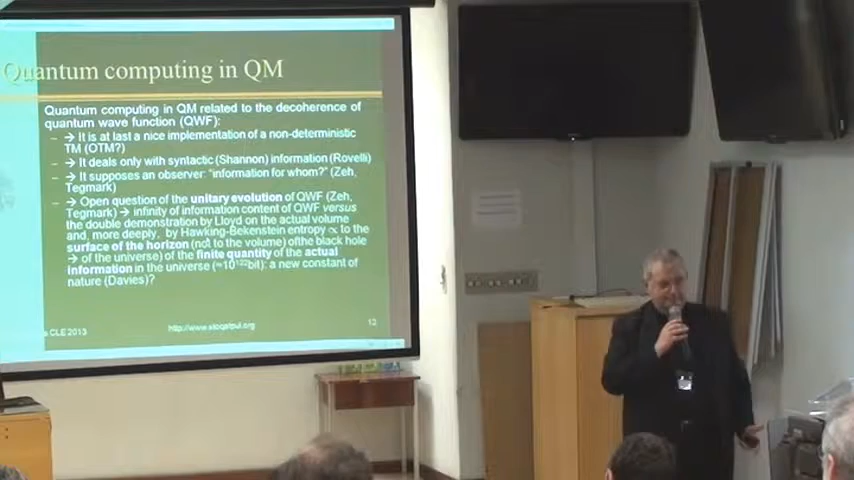 Quantum computing in QM
Quantum computing in QM related to the decoherence of
quantum wave function (QWF):
– → It is at last a nice implementation of a non-deterministic
TM (OTM?)
– → It deals only with syntactic (Shannon) information (Rovelli)
– → It supposes an observer: "information for whom?" (Zeh,
Tegmark)
– → Open question of the unitary evolution of QWF (Zeh,
Tegmark) → infinity of information content of QWF versus
the double demonstration by Lloyd on the actual volume
and, more deeply, by Hawking-Bekenstein entropy ∝ to the
surface of the horizon (not to the volume) of the black hole
→ of the universe) of the finite quantity of the actual
information in the universe (≈10¹²²bit): a new constant of
nature (Davies)?
CLE 2013
12